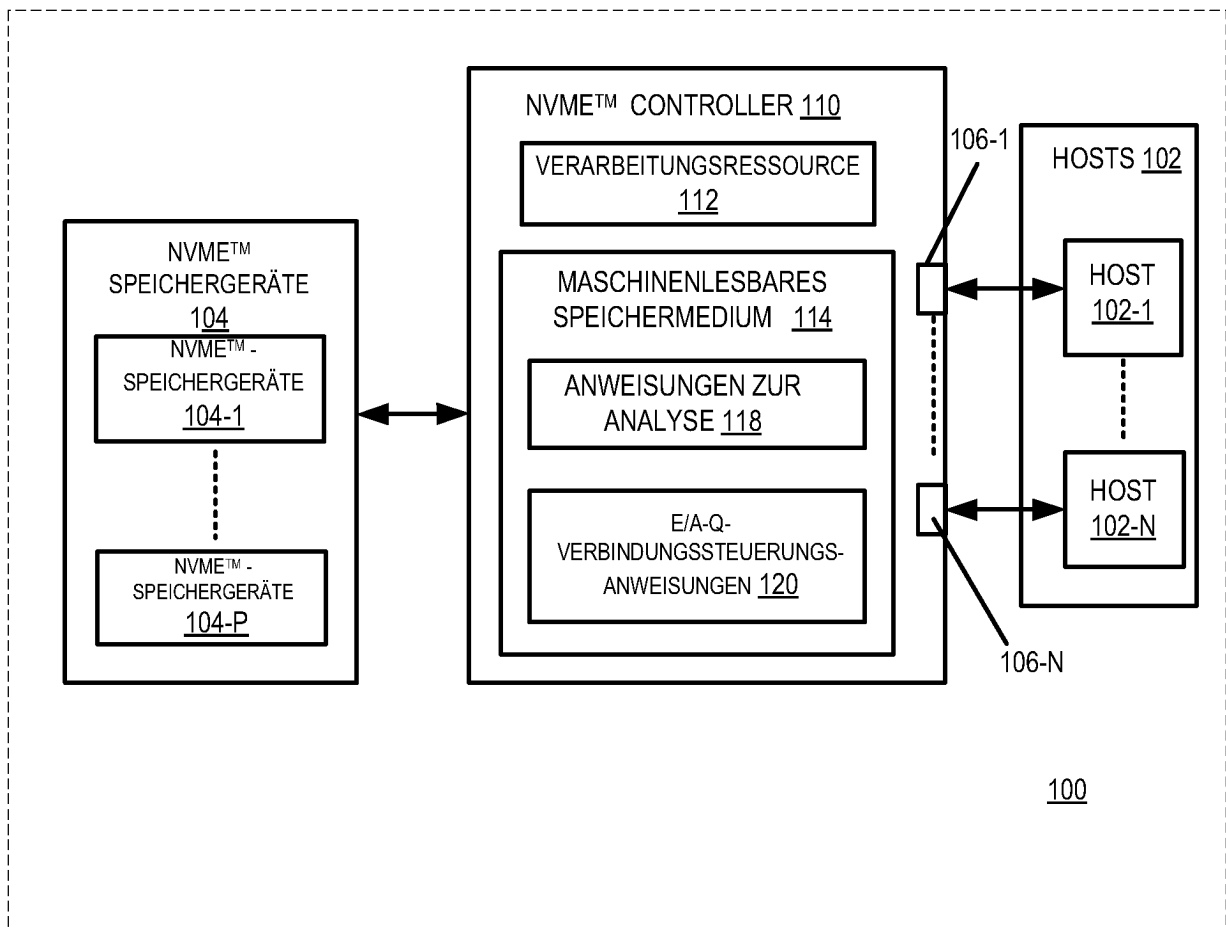 NVME™ CONTROLLER 110
VERARBEITUNGSRESSOURCE
112
106-1
HOSTS 102
NVME™
SPEICHERGERÄTE
104
NVME™ -
SPEICHERGERÄTE
104-1
NVME™ -
SPEICHERGERÄTE
104-P
MASCHINENLESBARES
SPEICHERMEDIUM 114
ANWEISUNGEN ZUR
ANALYSE 118
E/A-Q-
VERBINDUNGSSTEUERUNGS-
ANWEISUNGEN 120
HOST
102-1
HOST
102-N
106-N
100